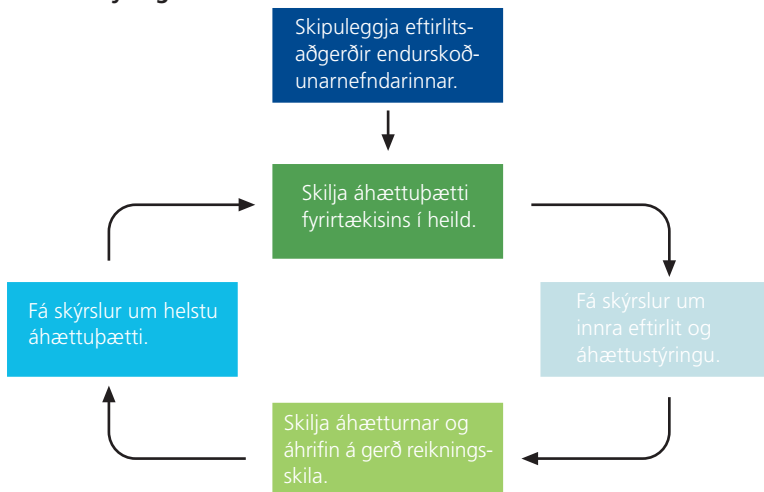 Skipuleggja eftirlits-
aðgerðir endurskoð-
unarnefndarinnar.
Skilja áhættuþætti
fyrirtækisins í heild.
Fá skýrslur um helstu
áhættuþætti.
Fá skýrslur um
innra eftirlit og
áhættustýringu.
Skilja áhætturnar og
áhrifin á gerð reiknings-
skila.